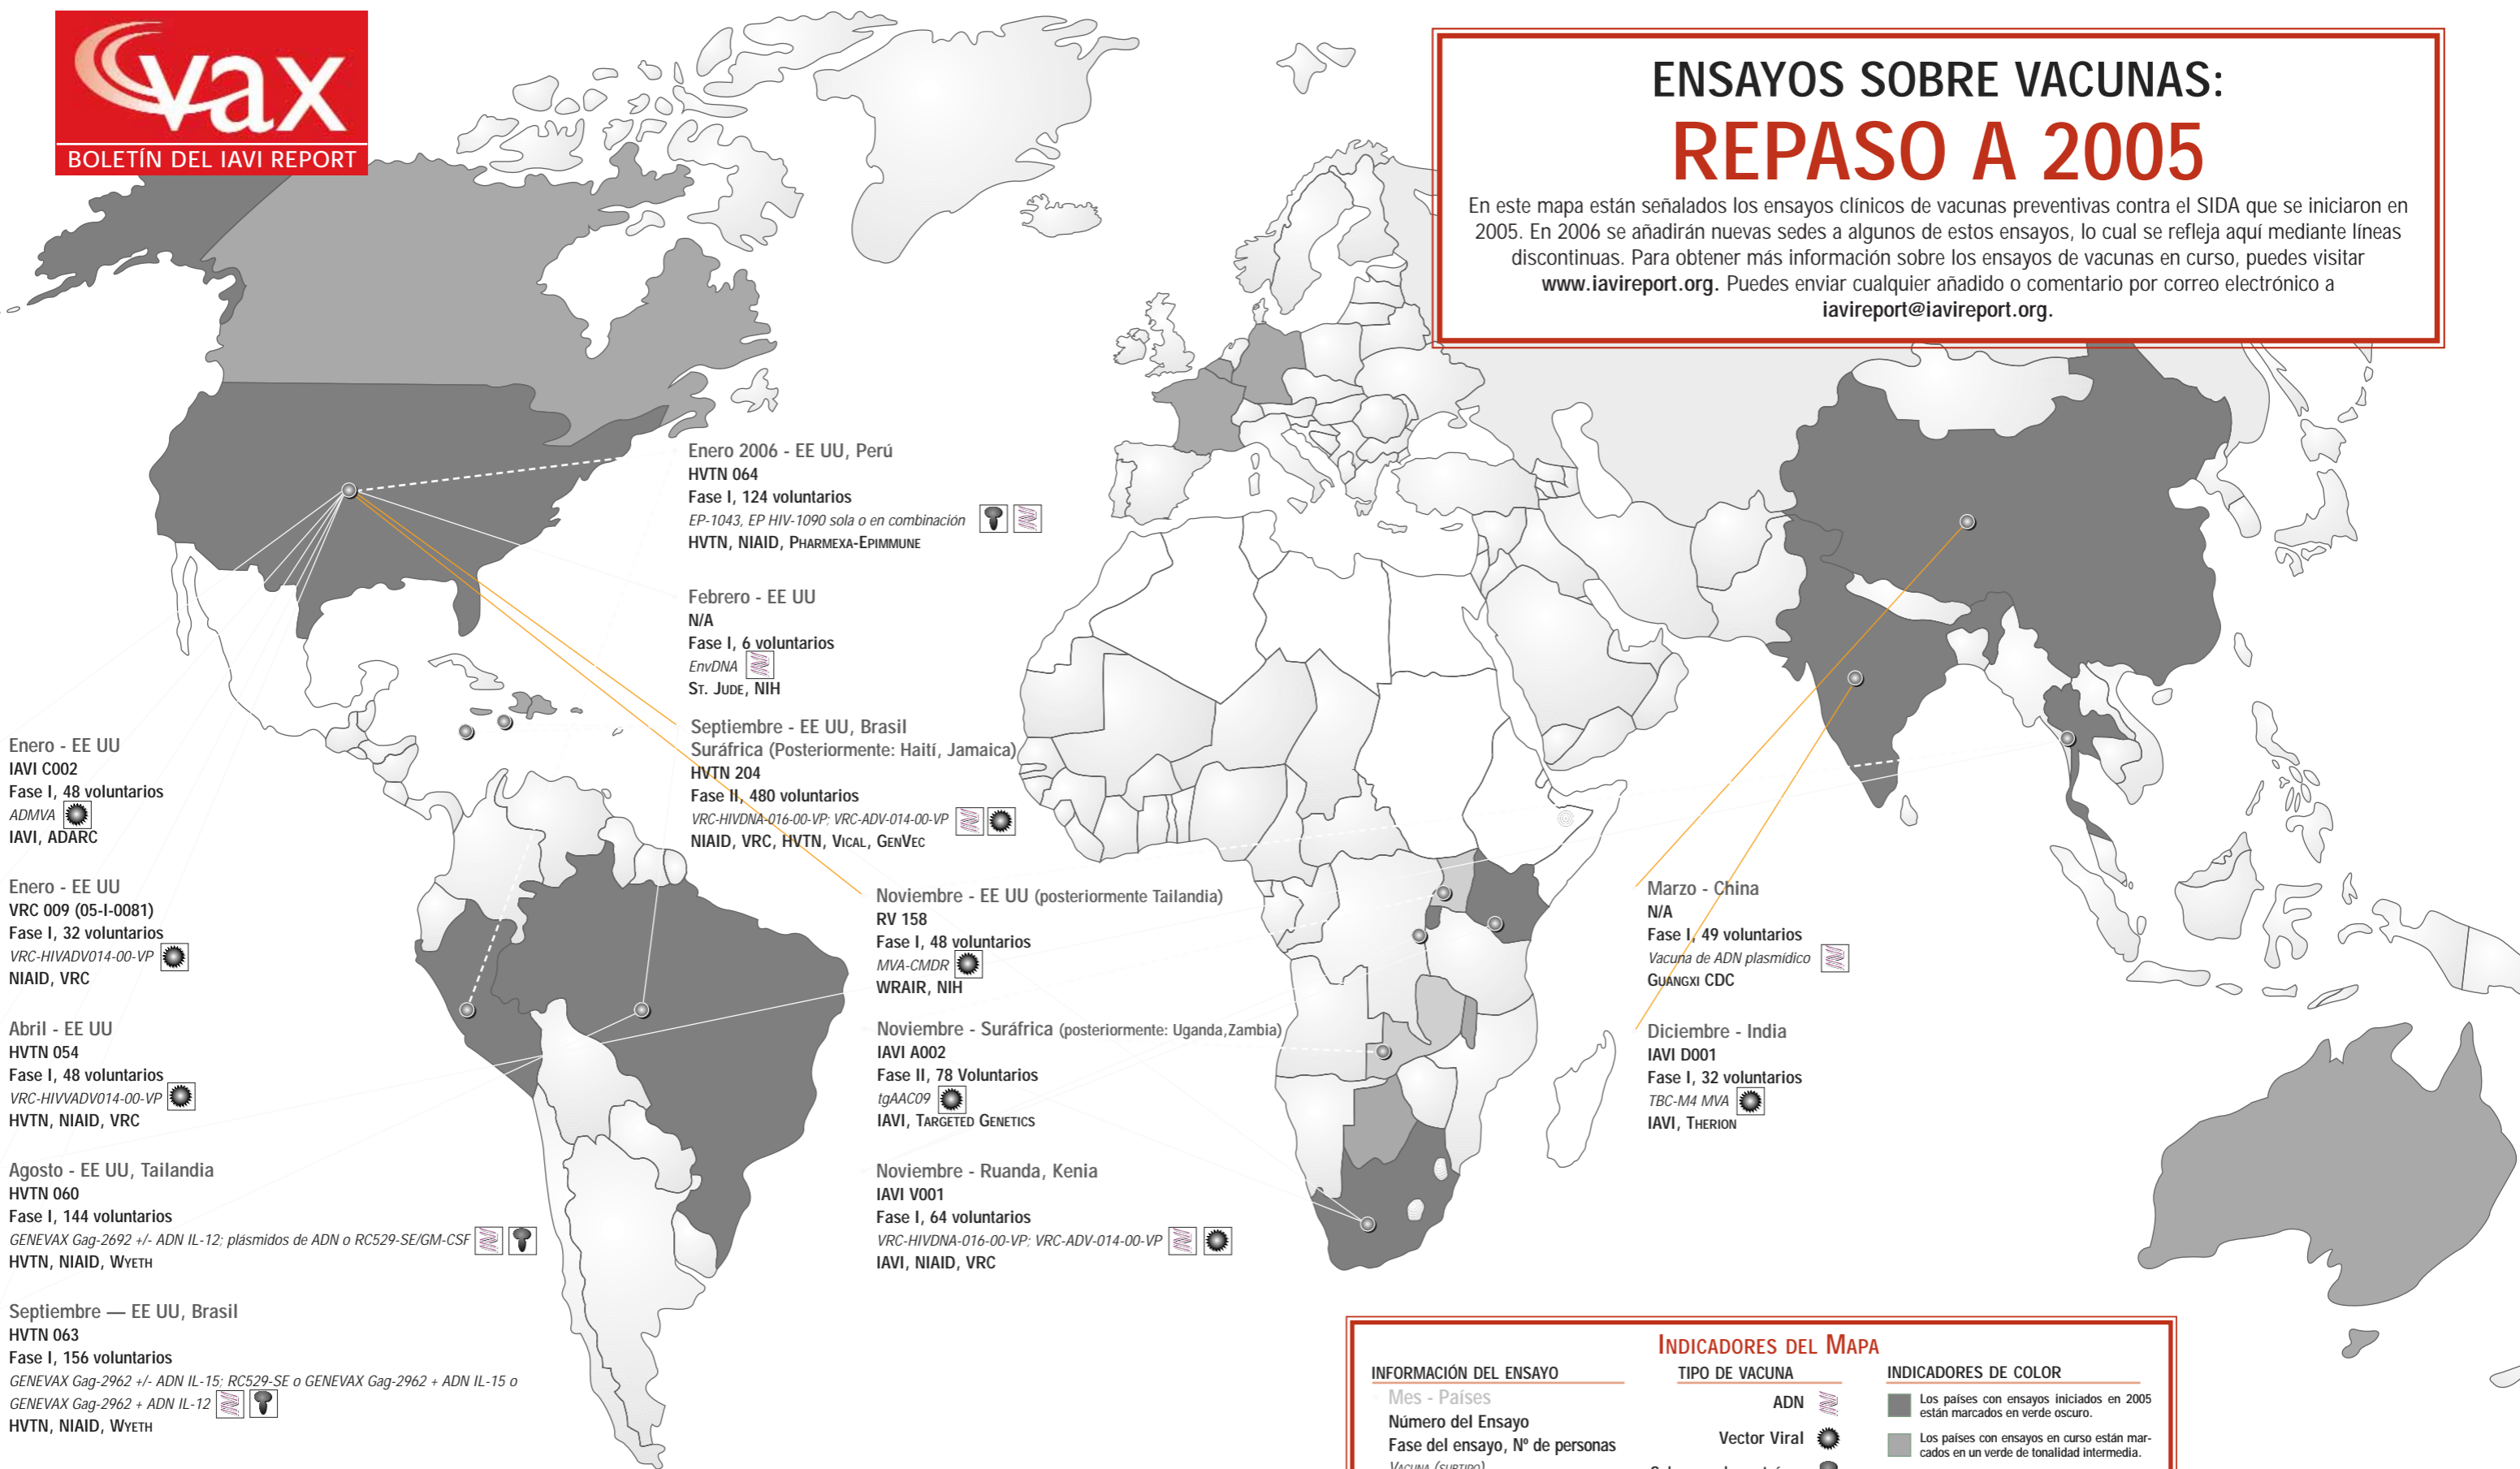 vax
BOLETÍN DEL IAVI REPORT
ENSAYOS SOBRE VACUNAS:
REPASO A 2005
En este mapa están señalados los ensayos clínicos de vacunas preventivas contra el SIDA que se iniciaron en
2005. En 2006 se añadirán nuevas sedes a algunos de estos ensayos, lo cual se refleja aquí mediante líneas
discontinuas. Para obtener más información sobre los ensayos de vacunas en curso, puedes visitar
www.iavireport.org. Puedes enviar cualquier añadido o comentario por correo electrónico a
iavireport@iavireport.org.
Enero 2006 - EE UU, Perú
HVTN 064
Fase I, 124 voluntarios
EP-1043, EP HIV-1090 sola o en combinación
HVTN, NIAID, PHARMEXA-EPIMMUNE
Febrero - EE UU
N/A
Fase I, 6 voluntarios
EnvDNA
ST. JUDE, NIH
Septiembre - EE UU, Brasil
Suráfrica (Posteriormente: Haití, Jamaica)
HVTN 204
Fase II, 480 voluntarios
VRC-HIVDNA-016-00-VP; VRC-ADV-014-00-VP
NIAID, VRC, HVTN, VICAL, GENVEC
Enero - EE UU
IAVI C002
Fase I, 48 voluntarios
ADMVA
IAVI, ADARC
Enero - EE UU
VRC 009 (05-I-0081)
Fase I, 32 voluntarios
VRC-HIVADV014-00-VP
NIAID, VRC
Abril - EE UU
HVTN 054
Fase I, 48 voluntarios
VRC-HIVVADV014-00-VP
HVTN, NIAID, VRC
Agosto - EE UU, Tailandia
HVTN 060
Fase I, 144 voluntarios
GENEVAX Gag-2692 +/- ADN IL-12; plásmidos de ADN o RC529-SE/GM-CSF
HVTN, NIAID, WYETH
Septiembre — EE UU, Brasil
HVTN 063
Fase I, 156 voluntarios
GENEVAX Gag-2962 +/- ADN IL-15; RC529-SE o GENEVAX Gag-2962 + ADN IL-15 o
GENEVAX Gag-2962 + ADN IL-12
HVTN, NIAID, WYETH
Noviembre - EE UU (posteriormente Tailandia)
RV 158
Fase I, 48 voluntarios
MVA-CMDR
WRAIR, NIH
Noviembre - Suráfrica (posteriormente: Uganda,Zambia)
IAVI A002
Fase II, 78 Voluntarios
tgAAC09
IAVI, TARGETED GENETICS
Noviembre - Ruanda, Kenia
IAVI V001
Fase I, 64 voluntarios
VRC-HIVDNA-016-00-VP; VRC-ADV-014-00-VP
IAVI, NIAID, VRC
Marzo - China
N/A
Fase I, 49 voluntarios
Vacuna de ADN plasmídico
GUANGXI CDC
Diciembre - India
IAVI D001
Fase I, 32 voluntarios
TBC-M4 MVA
IAVI, THERION
INDICADORES DEL MAPA
INFORMACIÓN DEL ENSAYO
Mes - Países
Número del Ensayo
Fase del ensayo, Nº de personas
VACUNA (SUBTIPO)
TIPO DE VACUNA
ADN
Vector Viral
INDICADORES DE COLOR
Los países con ensayos iniciados en 2005
están marcados en verde oscuro.
Los países con ensayos en curso están mar-
cados en un verde de tonalidad intermedia.